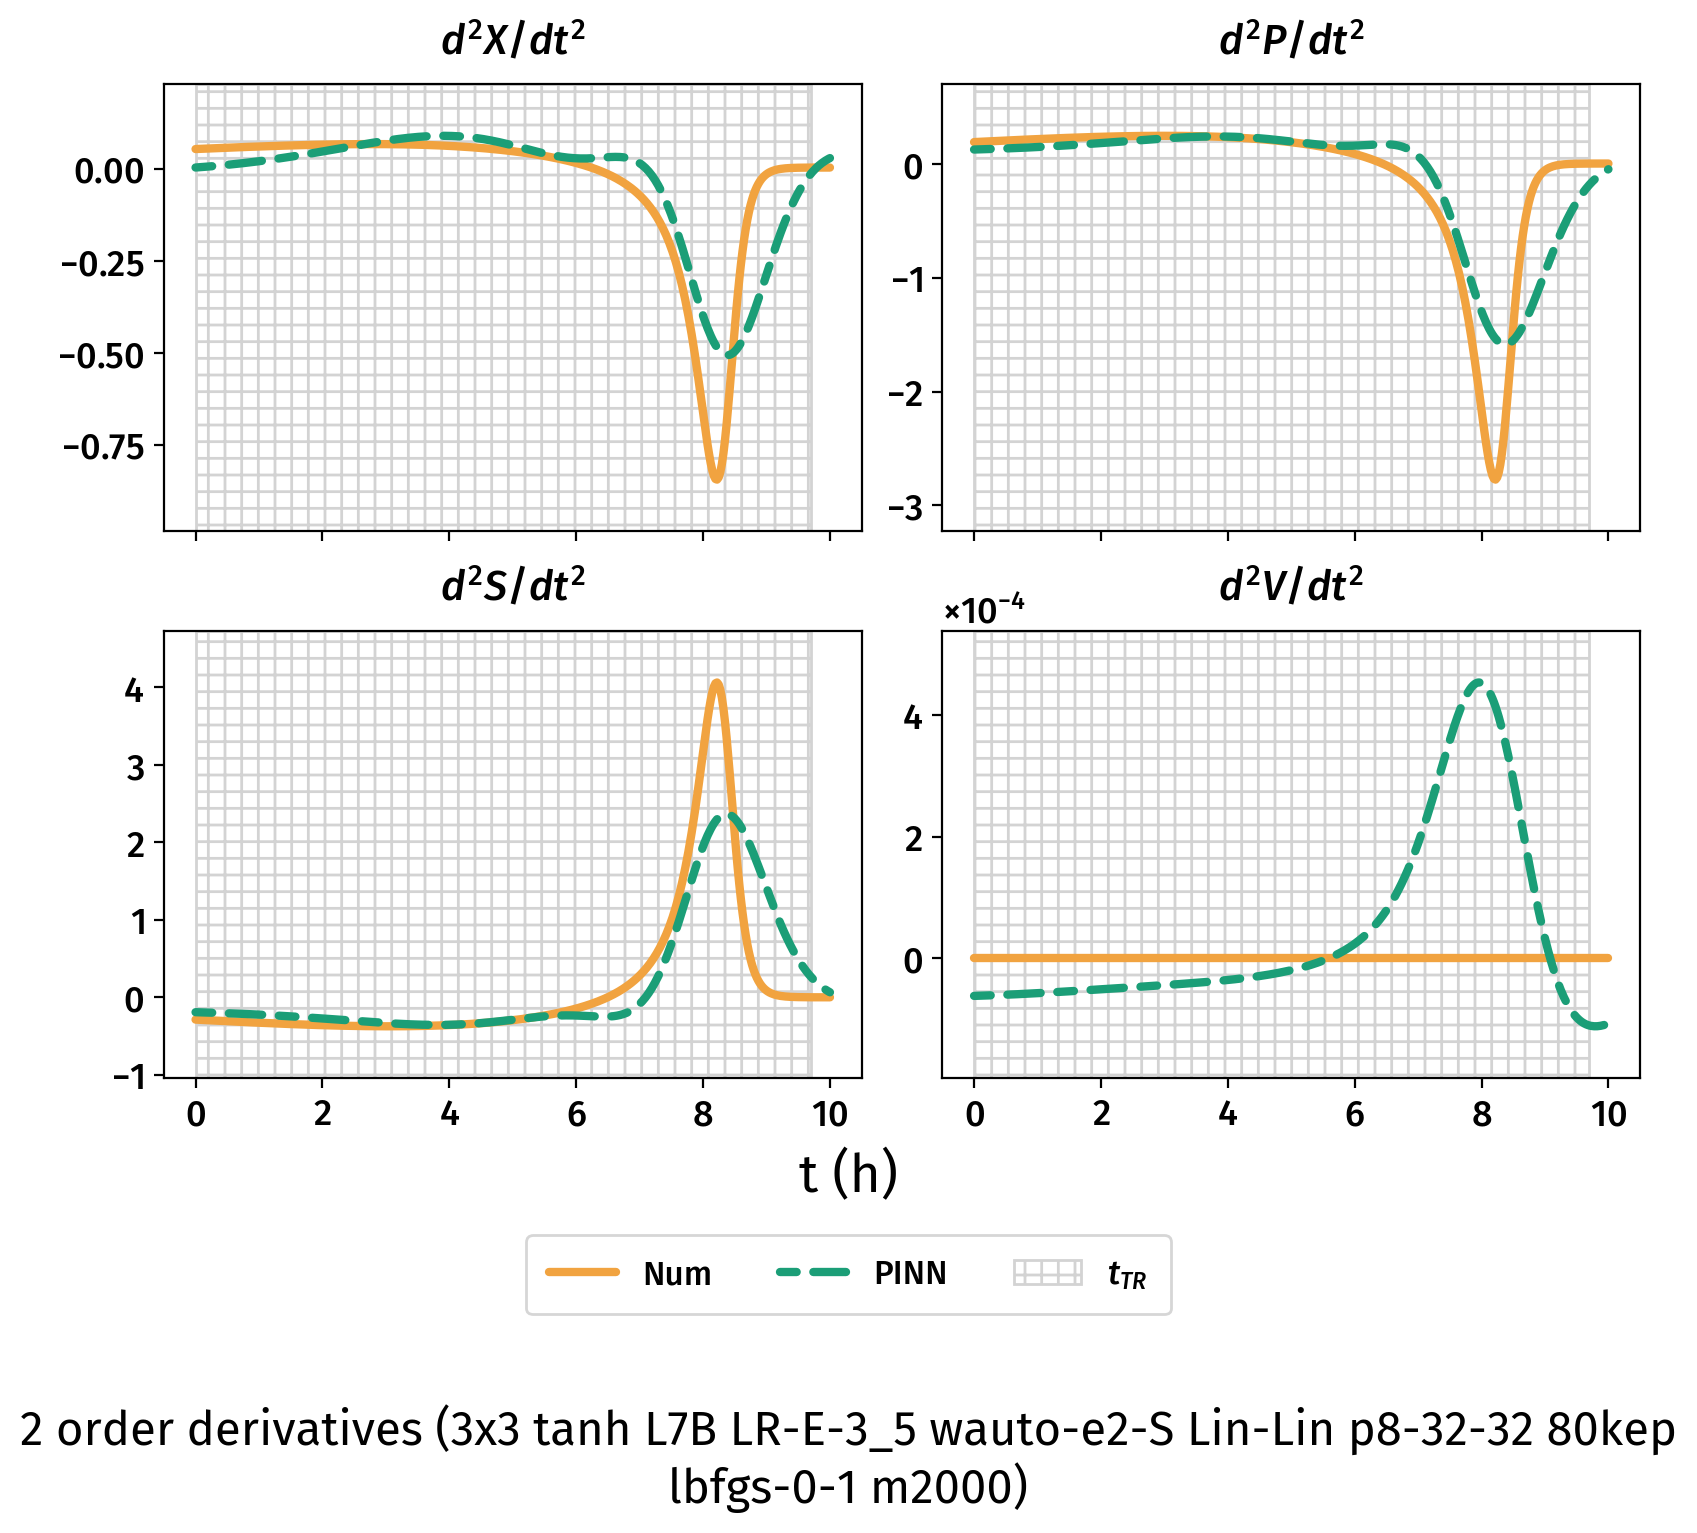 d²X/dt²
d²P/dt²
0.00
−0.25
−0.50
−0.75
0
−1
−2
−3
d²S/dt²
d²V/dt²
×10⁻⁴
4
3
2
1
0
−1
4
2
0
0 2 4 6 8 10
0 2 4 6 8 10
t (h)
Num PINN t_TR
2 order derivatives (3x3 tanh L7B LR-E-3_5 wauto-e2-S Lin-Lin p8-32-32 80kep
lbfgs-0-1 m2000)